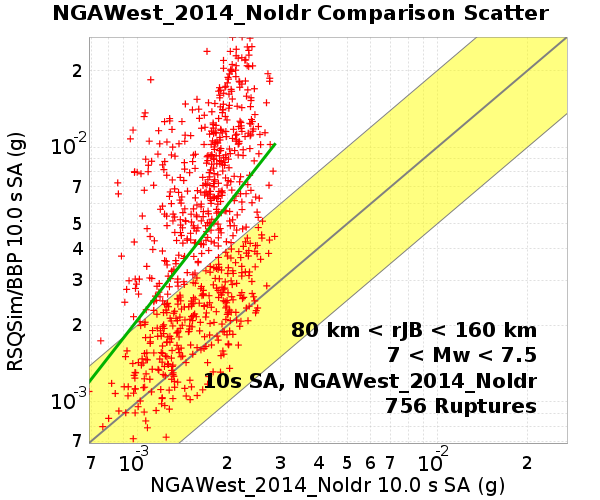 NGAWest_2014_NoIdr Comparison Scatter
RSQSim/BBP 10.0 s SA (g)
2
10-2
7
5
4
3
2
10-3
7
80 km < rJB < 160 km
7 < Mw < 7.5
10s SA, NGAWest_2014_NoIdr
756 Ruptures
7 10-3 2 3 4 5 6 7 10-2 2
NGAWest_2014_NoIdr 10.0 s SA (g)